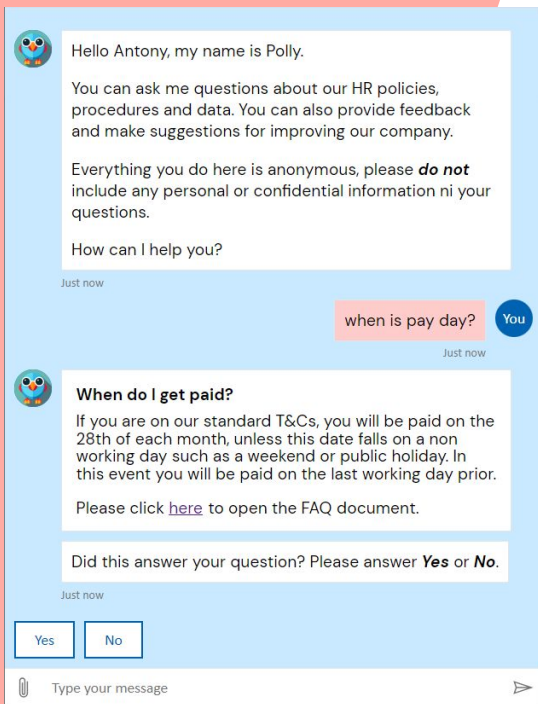 Hello Antony, my name is Polly.
You can ask me questions about our HR policies,
procedures and data. You can also provide feedback
and make suggestions for improving our company.
Everything you do here is anonymous, please do not
include any personal or confidential information ni your
questions.
How can I help you?
Just now
when is pay day?
You
Just now
When do I get paid?
If you are on our standard T&Cs, you will be paid on the
28th of each month, unless this date falls on a non
working day such as a weekend or public holiday. In
this event you will be paid on the last working day prior.
Please click here to open the FAQ document.
Did this answer your question? Please answer Yes or No.
Just now
Yes
No
Type your message